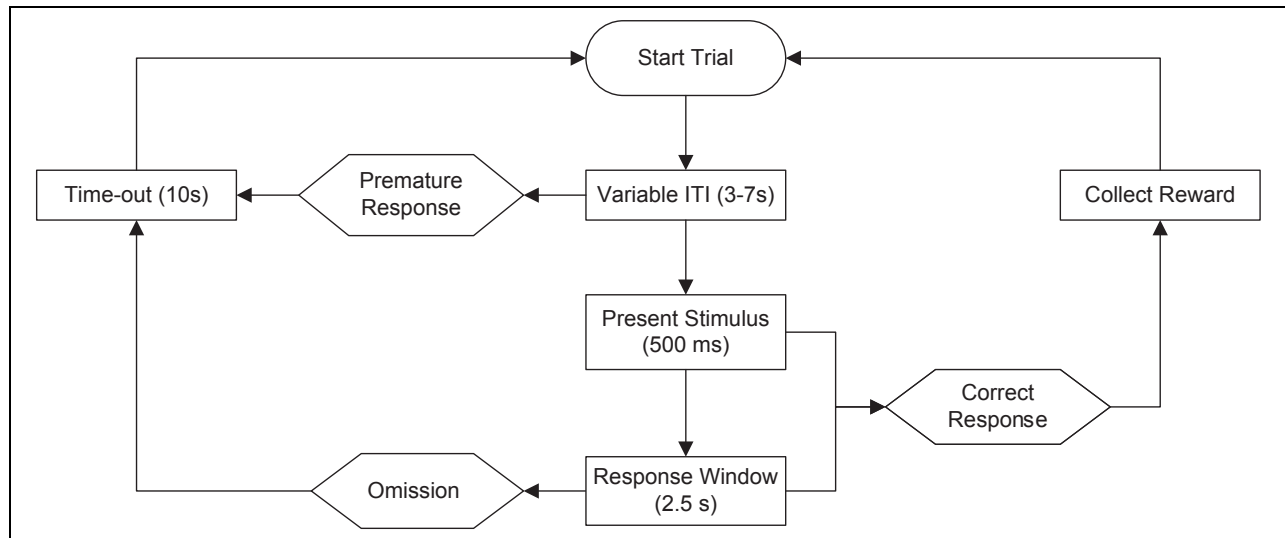 Start Trial
Time-out (10s)
Premature
Response
Variable ITI (3-7s)
Collect Reward
Present Stimulus
(500 ms)
Correct
Response
Omission
Response Window
(2.5 s)